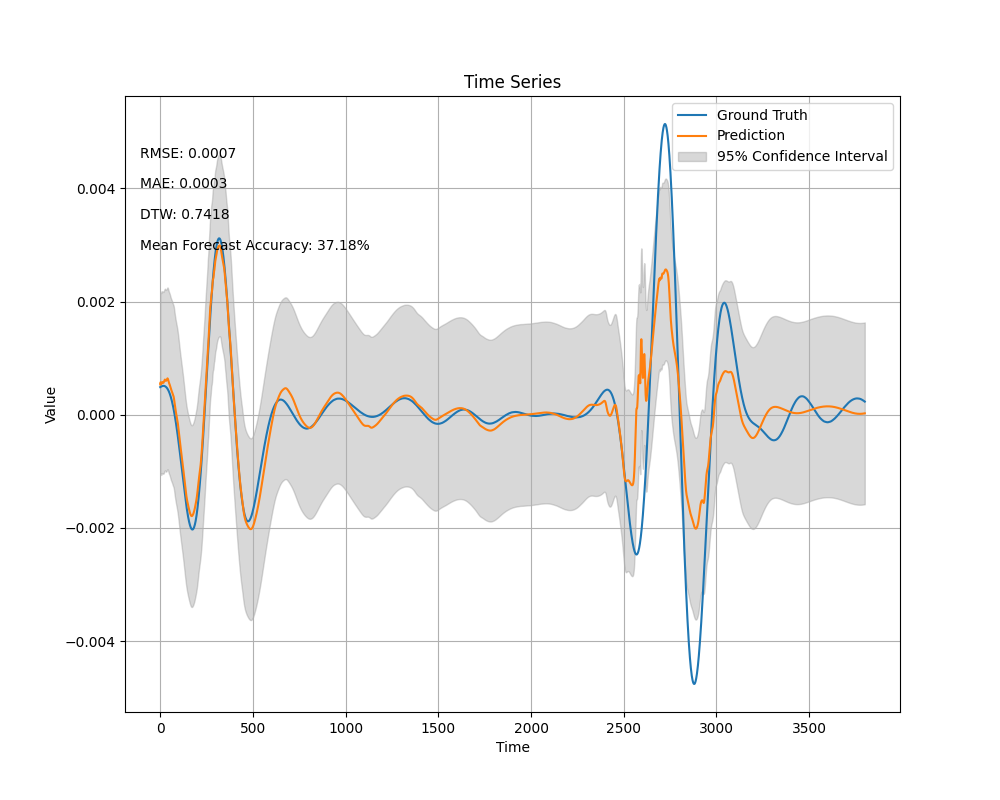 Time Series
Ground Truth
Prediction
95% Confidence Interval
RMSE: 0.0007
MAE: 0.0003
DTW: 0.7418
Mean Forecast Accuracy: 37.18%
Value
0.004
0.002
0.000
−0.002
−0.004
0 500 1000 1500 2000 2500 3000 3500
Time